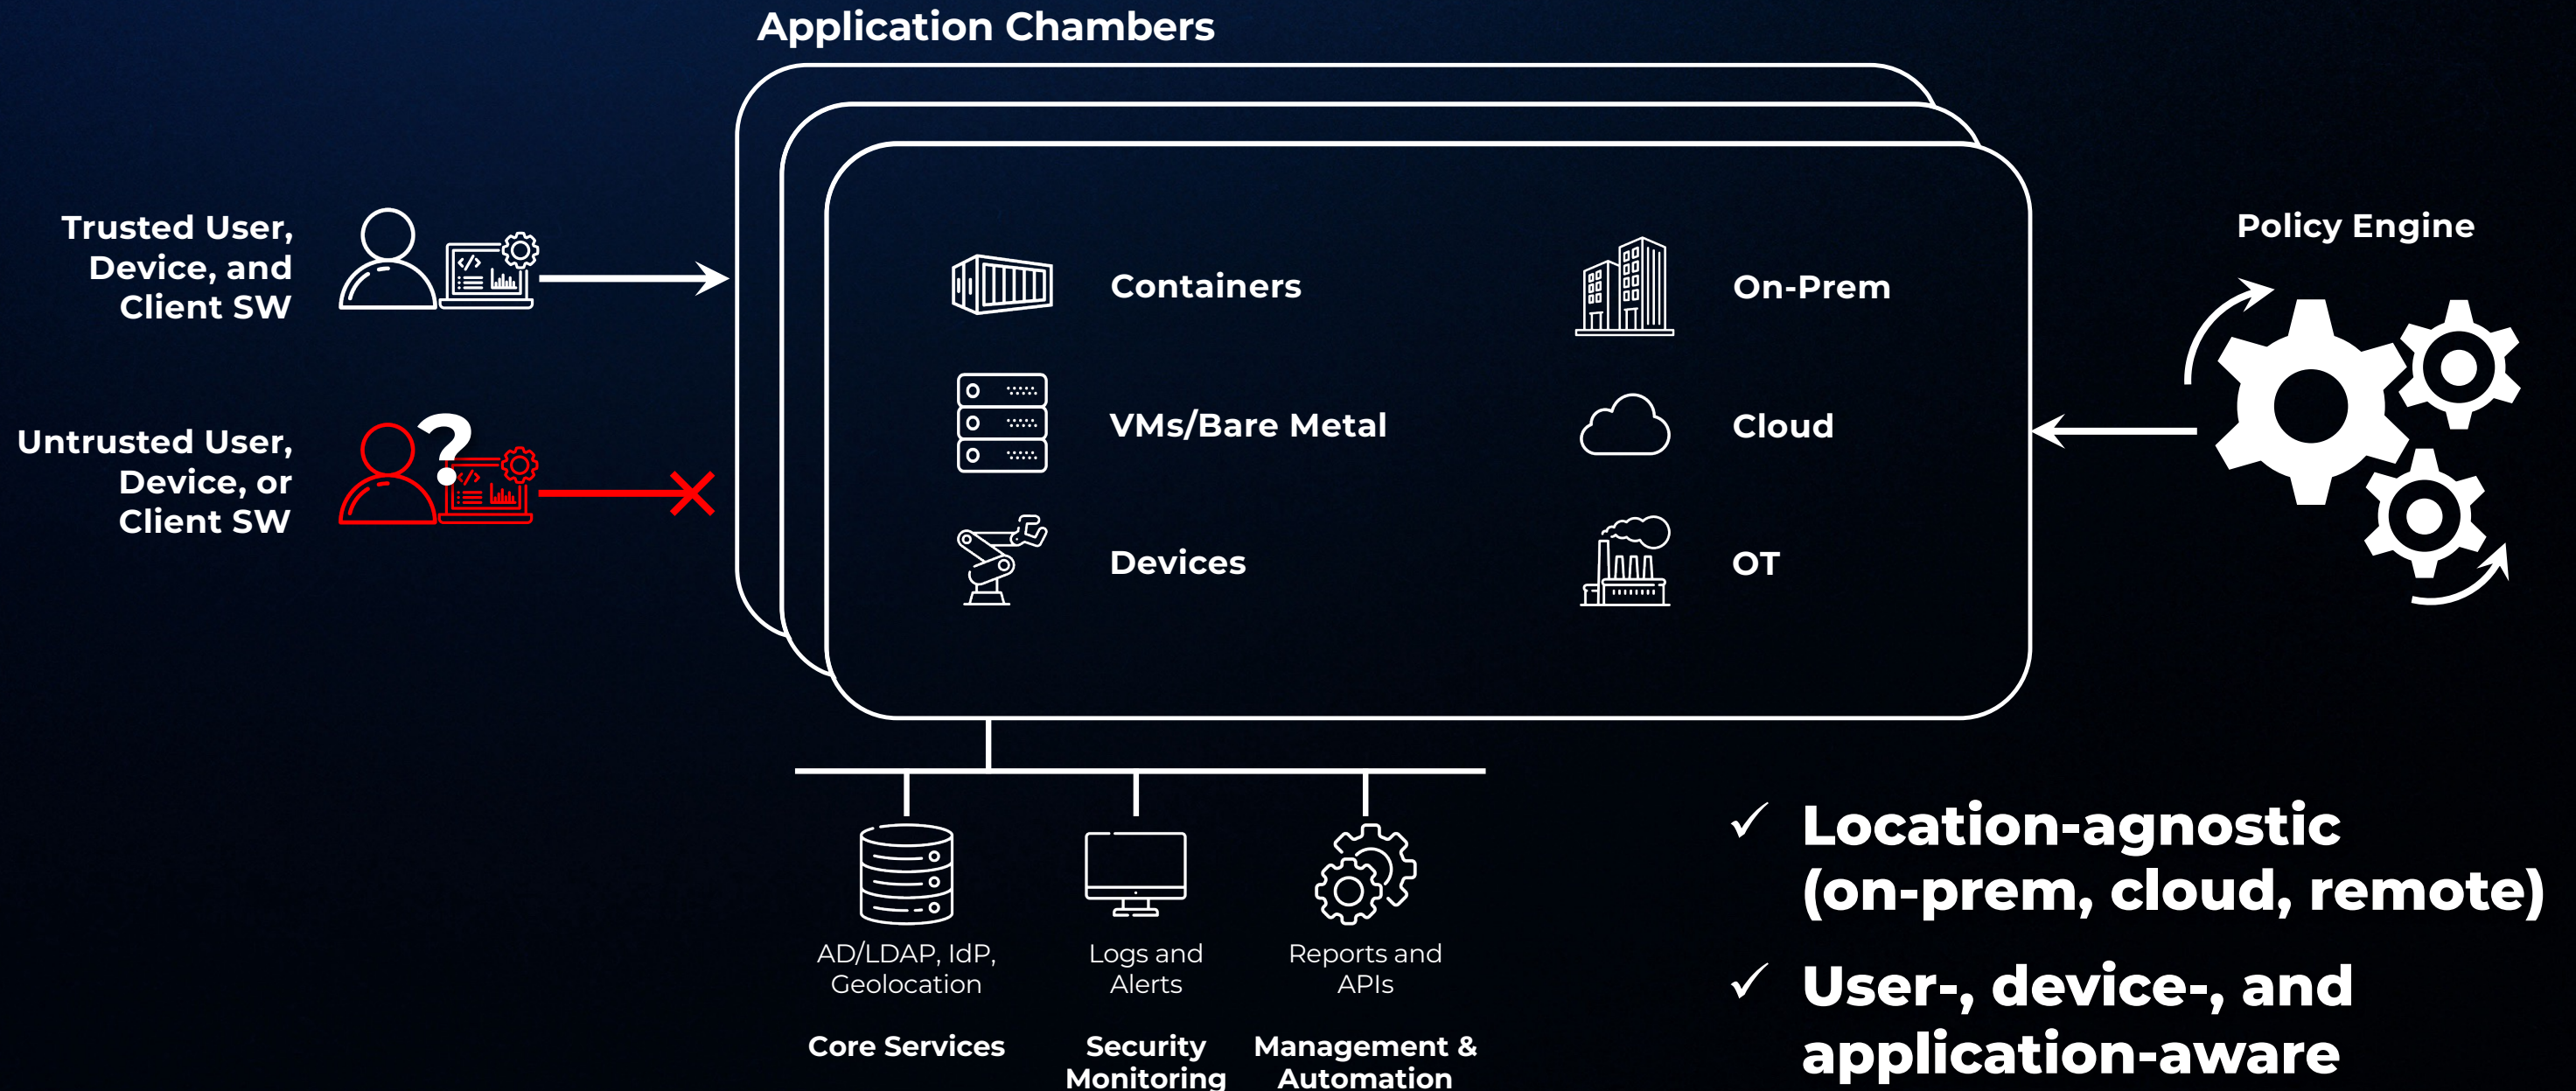 Application Chambers
Trusted User,
Device, and
Client SW
Untrusted User,
Device, or
Client SW
?
</>
</>
Containers
VMs/Bare Metal
Devices
On-Prem
Cloud
OT
Policy Engine
AD/LDAP, IdP,
Geolocation
Core Services
Logs and
Alerts
Security
Monitoring
Reports and
APIs
Management &
Automation
✓ Location-agnostic
(on-prem, cloud, remote)
✓ User-, device-, and
application-aware